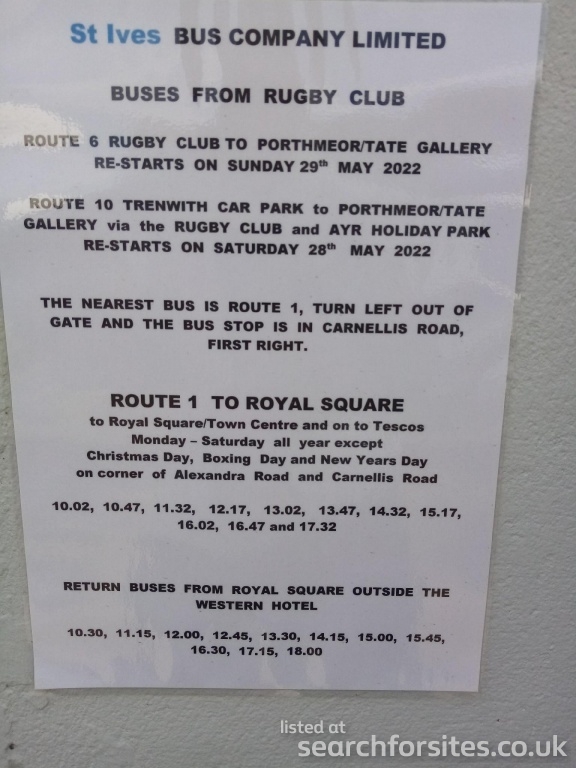 St Ives BUS COMPANY LIMITED
BUSES FROM RUGBY CLUB
ROUTE 6 RUGBY CLUB TO PORTHMEOR/TATE GALLERY
RE-STARTS ON SUNDAY 29th MAY 2022
ROUTE 10 TRENWITH CAR PARK to PORTHMEOR/TATE
GALLERY via the RUGBY CLUB and AYR HOLIDAY PARK
RE-STARTS ON SATURDAY 28th MAY 2022
THE NEAREST BUS IS ROUTE 1, TURN LEFT OUT OF
GATE AND THE BUS STOP IS IN CARNELLIS ROAD,
FIRST RIGHT.
ROUTE 1 TO ROYAL SQUARE
to Royal Square/Town Centre and on to Tescos
Monday – Saturday all year except
Christmas Day, Boxing Day and New Years Day
on corner of Alexandra Road and Carnellis Road
10.02, 10.47, 11.32, 12.17, 13.02, 13.47, 14.32, 15.17,
16.02, 16.47 and 17.32
RETURN BUSES FROM ROYAL SQUARE OUTSIDE THE
WESTERN HOTEL
10.30, 11.15, 12.00, 12.45, 13.30, 14.15, 15.00, 15.45,
16.30, 17.15, 18.00
listed at
searchforsites.co.uk